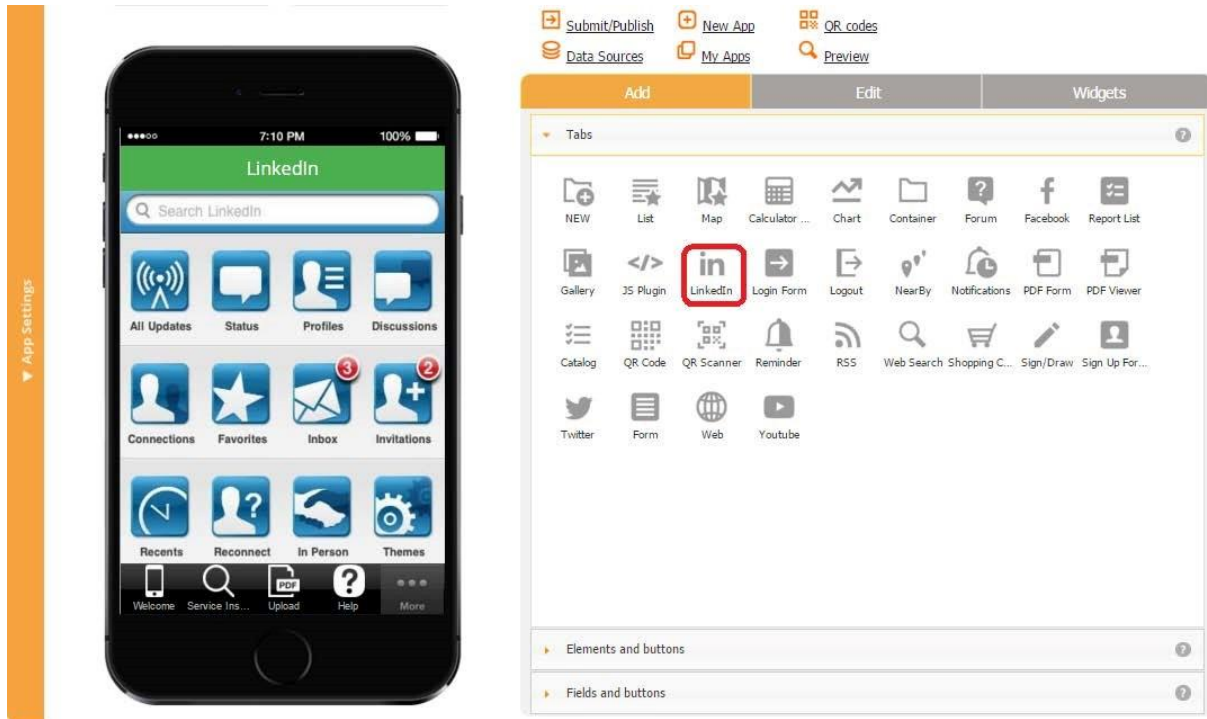 App Settings
7:10 PM 100%
LinkedIn
Search LinkedIn
All Updates Status Profiles Discussions
3 2
Connections Favorites Inbox Invitations
?
Recents Reconnect In Person Themes
PDF ?
Welcome Service Ins... Upload Help More
Submit/Publish New App QR codes
Data Sources My Apps Preview
Add Edit Widgets
Tabs ?
NEW List Map Calculator ... Chart Container Forum Facebook Report List
</> in
Gallery JS Plugin LinkedIn Login Form Logout NearBy Notifications PDF Form PDF Viewer
Catalog QR Code QR Scanner Reminder RSS Web Search Shopping C... Sign/Draw Sign Up For...
Twitter Form Web Youtube
Elements and buttons ?
Fields and buttons ?